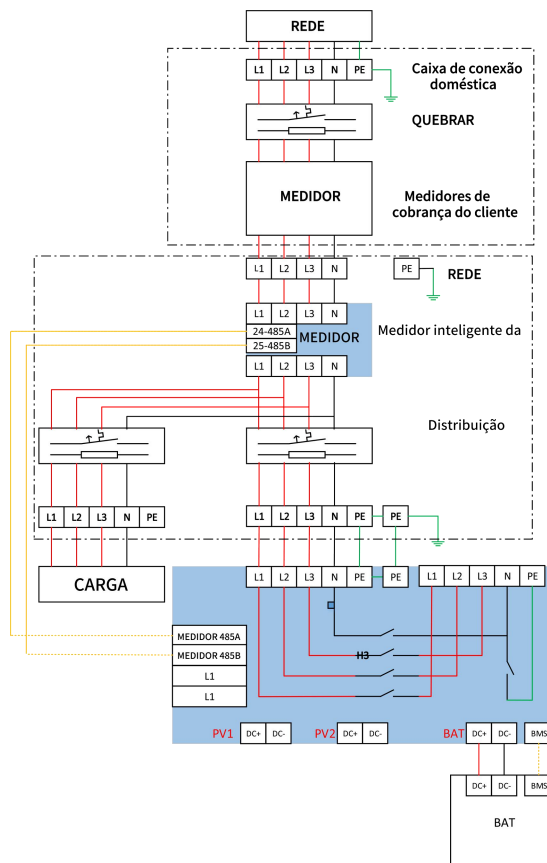 REDE
L1 L2 L3 N PE
Caixa de conexão
doméstica
QUEBRAR
MEDIDOR
Medidores de
cobrança do cliente
L1 L2 L3 N
PE
REDE
L1 L2 L3 N
24-485A
25-485B
MEDIDOR
Medidor inteligente da
L1 L2 L3 N
Distribuição
L1 L2 L3 N PE
L1 L2 L3 N PE
PE
CARGA
L1 L2 L3 N PE
PE
L1 L2 L3 N PE
MEDIDOR 485A
MEDIDOR 485B
L1
L1
H3
PV1 DC+ DC-
PV2 DC+ DC-
BAT DC+ DC-
BMS
DC+ DC-
BMS
BAT